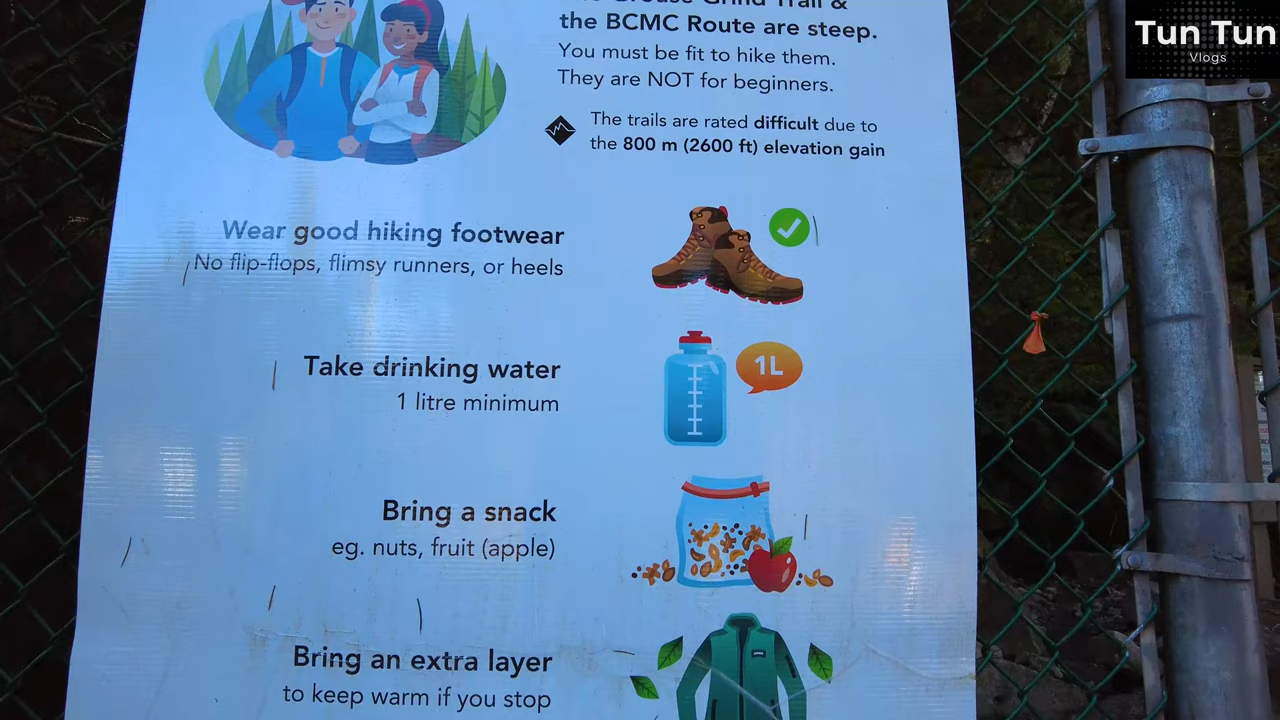 Grouse Grind Trail &
the BCMC Route are steep.
You must be fit to hike them.
They are NOT for beginners.
The trails are rated difficult due to
the 800 m (2600 ft) elevation gain
Wear good hiking footwear
No flip-flops, flimsy runners, or heels
Take drinking water
1 litre minimum
1L
Bring a snack
eg. nuts, fruit (apple)
Bring an extra layer
to keep warm if you stop
Tun Tun
Vlogs